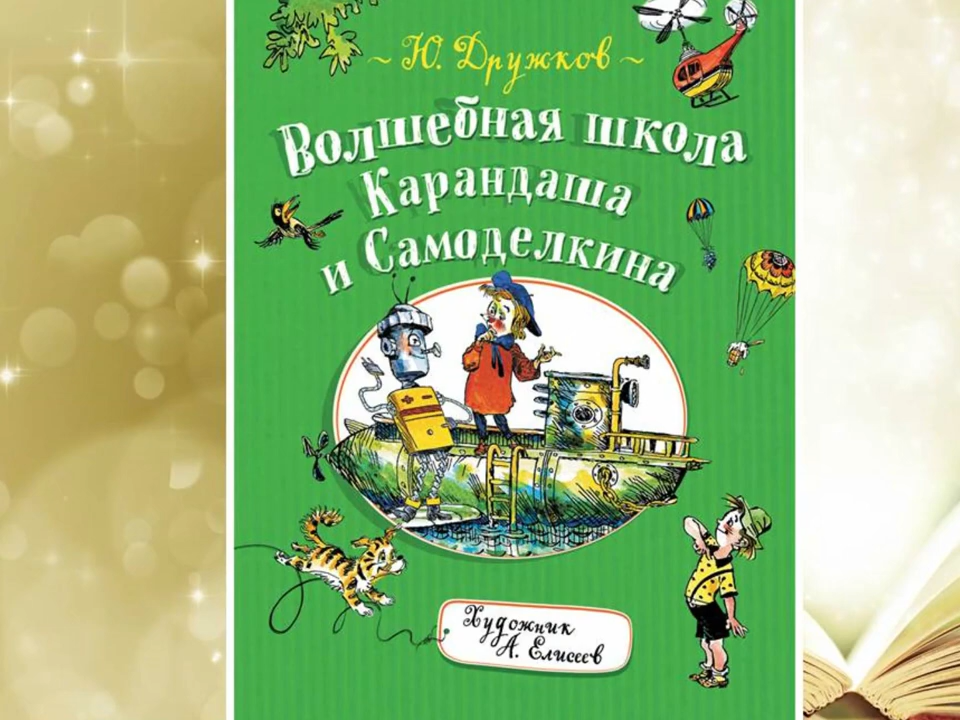 ~ Ю. Дружков ~
Волшебная школа
Карандаша
и Самоделкина
Художник
А. Елисеев